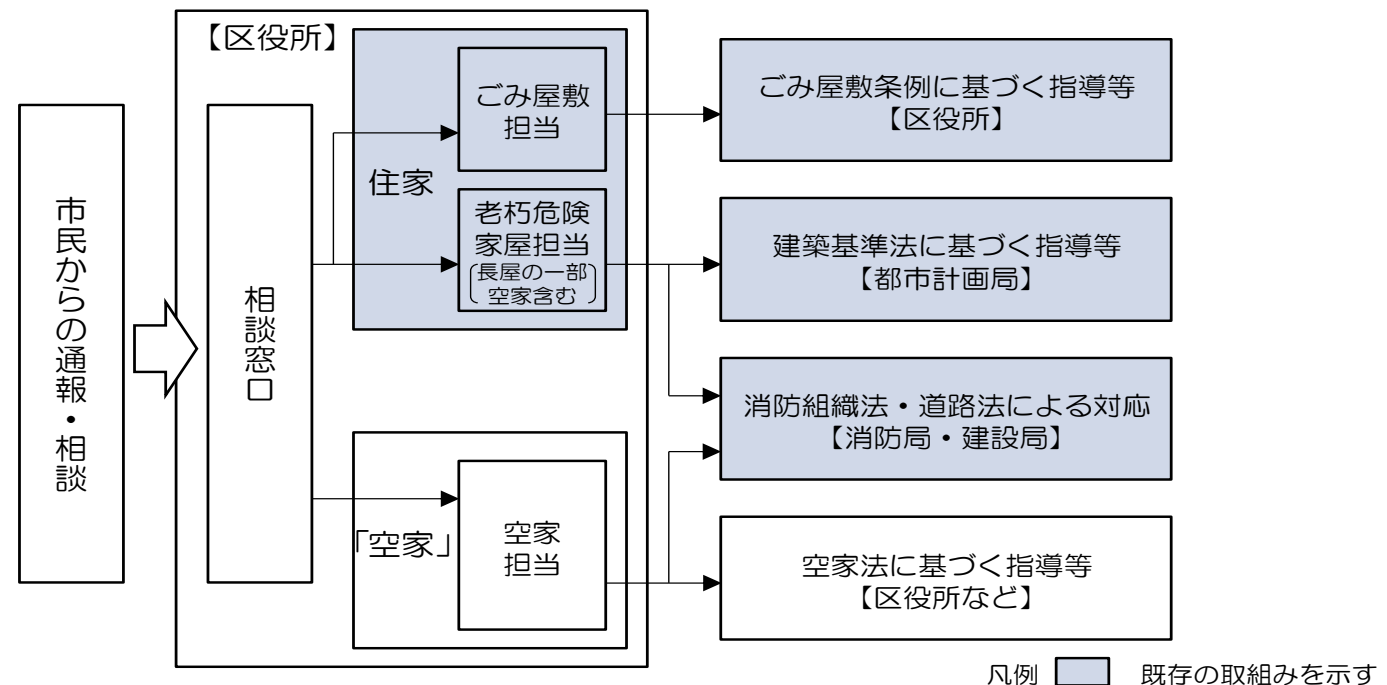 市民からの通報・相談
【区役所】
相談窓口
住家
ごみ屋敷
担当
老朽危険
家屋担当
(長屋の一部
空家含む)
「空家」
空家
担当
ごみ屋敷条例に基づく指導等
【区役所】
建築基準法に基づく指導等
【都市計画局】
消防組織法・道路法による対応
【消防局・建設局】
空家法に基づく指導等
【区役所など】
凡例 既存の取組みを示す